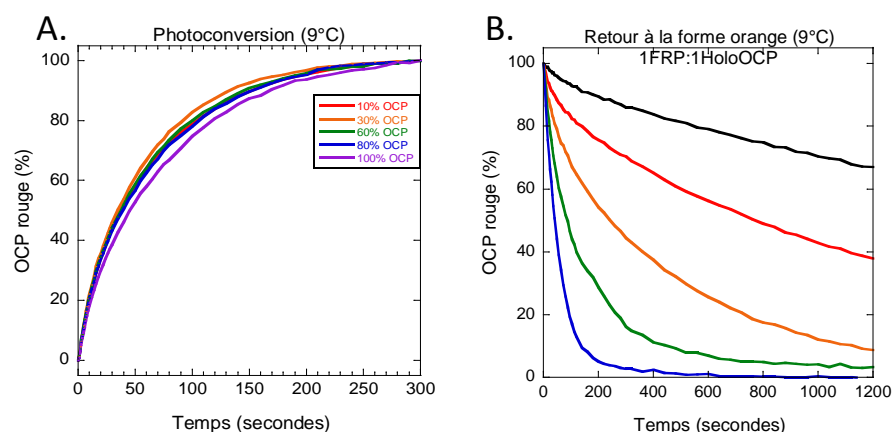 A.
Photoconversion (9°C)
OCP rouge (%)
100
80
60
40
20
0
10% OCP
30% OCP
60% OCP
80% OCP
100% OCP
0
50
100
150
200
250
300
Temps (secondes)
B.
Retour à la forme orange (9°C)
1FRP:1HoloOCP
OCP rouge (%)
100
80
60
40
20
0
0
200
400
600
800
1000
1200
Temps (secondes)